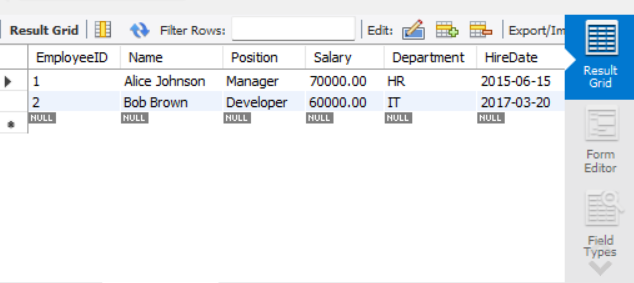 Result Grid Filter Rows: Edit: Export/Im
EmployeeID Name Position Salary Department HireDate
1 Alice Johnson Manager 70000.00 HR 2015-06-15
2 Bob Brown Developer 60000.00 IT 2017-03-20
NULL NULL NULL NULL NULL NULL
Result
Grid
Form
Editor
Field
Types